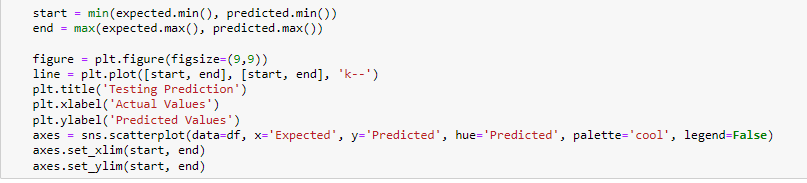 start = min(expected.min(), predicted.min())
end = max(expected.max(), predicted.max())
figure = plt.figure(figsize=(9,9))
line = plt.plot([start, end], [start, end], 'k--')
plt.title('Testing Prediction')
plt.xlabel('Actual Values')
plt.ylabel('Predicted Values')
axes = sns.scatterplot(data=df, x='Expected', y='Predicted', hue='Predicted', palette='cool', legend=False)
axes.set_xlim(start, end)
axes.set_ylim(start, end)